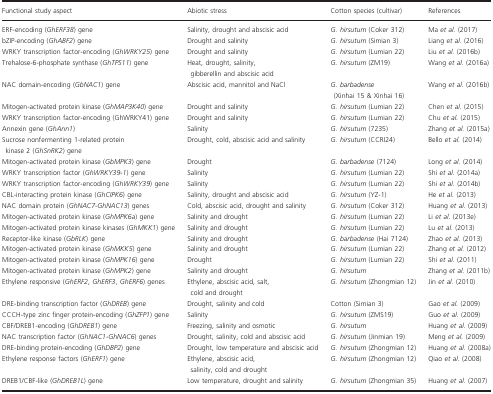 Functional study aspect Abiotic stress Cotton species (cultivar) References
ERF-encoding (GhERF38) gene Salinity, drought and abscisic acid G. hirsutum (Coker 312) Ma et al. (2017)
bZIP-encoding (GhABF2) gene Drought and salinity G. hirsutum (Simian 3) Liang et al. (2016)
WRKY transcription factor-encoding (GhWRKY25) gene Drought and salinity G. hirsutum (Lumian 22) Liu et al. (2016b)
Trehalose-6-phosphate synthase (GhTPS11) gene Heat, drought, salinity, G. hirsutum (ZM19) Wang et al. (2016a)
gibberellin and abscisic acid
NAC domain-encoding (GbNAC1) gene Abscisic acid, mannitol and NaCl G. barbadense Wang et al. (2016b)
(Xinhai 15 & Xinhai 16)
Mitogen-activated protein kinase (GhMAP3K40) gene Drought and salinity G. hirsutum (Lumian 22) Chen et al. (2015)
WRKY transcription factor-encoding (GhWRKY41) gene Drought and salinity G. hirsutum (Lumian 22) Chu et al. (2015)
Annexin gene (GhAnn1) Salinity G. hirsutum (7235) Zhang et al. (2015a)
Sucrose nonfermenting 1-related protein Drought, cold, abscisic acid and salinity G. hirsutum (CCRI24) Bello et al. (2014)
kinase 2 (GhSnRK2) gene
Mitogen-activated protein kinase (GbMPK3) gene Drought G. barbadense (7124) Long et al. (2014)
WRKY transcription factor (GhWRKY39-1) gene Salinity G. hirsutum (Lumian 22) Shi et al. (2014a)
WRKY transcription factor-encoding (GhWRKY39) gene Salinity G. hirsutum (Lumian 22) Shi et al. (2014b)
CBL-interacting protein kinase (GhCIPK6) gene Salinity, drought and abscisic acid G. hirsutum (YZ-1) He et al. (2013)
NAC domain protein (GhNAC7-GhNAC13) genes Cold, abscisic acid, drought and salinity G. hirsutum (Coker 312) Huang et al. (2013)
Mitogen-activated protein kinase (GhMPK6a) gene Salinity and drought G. hirsutum (Lumian 22) Li et al. (2013e)
Mitogen-activated protein kinase kinases (GhMKK1) gene Salinity and drought G. hirsutum (Lumian 22) Lu et al. (2013)
Receptor-like kinase (GbRLK) gene Salinity and drought G. barbadense (Hai 7124) Zhao et al. (2013)
Mitogen-activated protein kinase (GhMKK5) gene Salinity and drought G. hirsutum (Lumian 22) Zhang et al. (2012)
Mitogen-activated protein kinase (GhMPK16) gene Drought G. hirsutum (Lumian 22) Shi et al. (2011)
Mitogen-activated protein kinase (GhMPK2) gene Salinity and drought G. hirsutum Zhang et al. (2011b)
Ethylene responsive (GhERF2, GhERF3, GhERF6) genes Ethylene, abscisic acid, salt, G. hirsutum (Zhongmian 12) Jin et al. (2010)
cold and drought
DRE-binding transcription factor (GhDREB) gene Drought, salinity and cold Cotton (Simian 3) Gao et al. (2009)
CCCH-type zinc finger protein-encoding (GhZFP1) gene Salinity G. hirsutum (ZMS19) Guo et al. (2009)
CBF/DREB1-encoding (GhDREB1) gene Freezing, salinity and osmotic G. hirsutum Huang et al. (2009)
NAC transcription factor (GhNAC1-GhNAC6) genes Drought, salinity, cold and abscisic acid G. hirsutum (Jinmian 19) Meng et al. (2009)
DRE-binding protein-encoding (GhDBP2) gene Drought, low temperature and abscisic acid G. hirsutum (Zhongmian 12) Huang et al. (2008a)
Ethylene response factors (GhERF1) gene Ethylene, abscisic acid, G. hirsutum (Zhongmian 12) Qiao et al. (2008)
salinity, cold and drought
DREB1/CBF-like (GhDREB1L) gene Low temperature, drought and salinity G. hirsutum (Zhongmian 35) Huang et al. (2007)